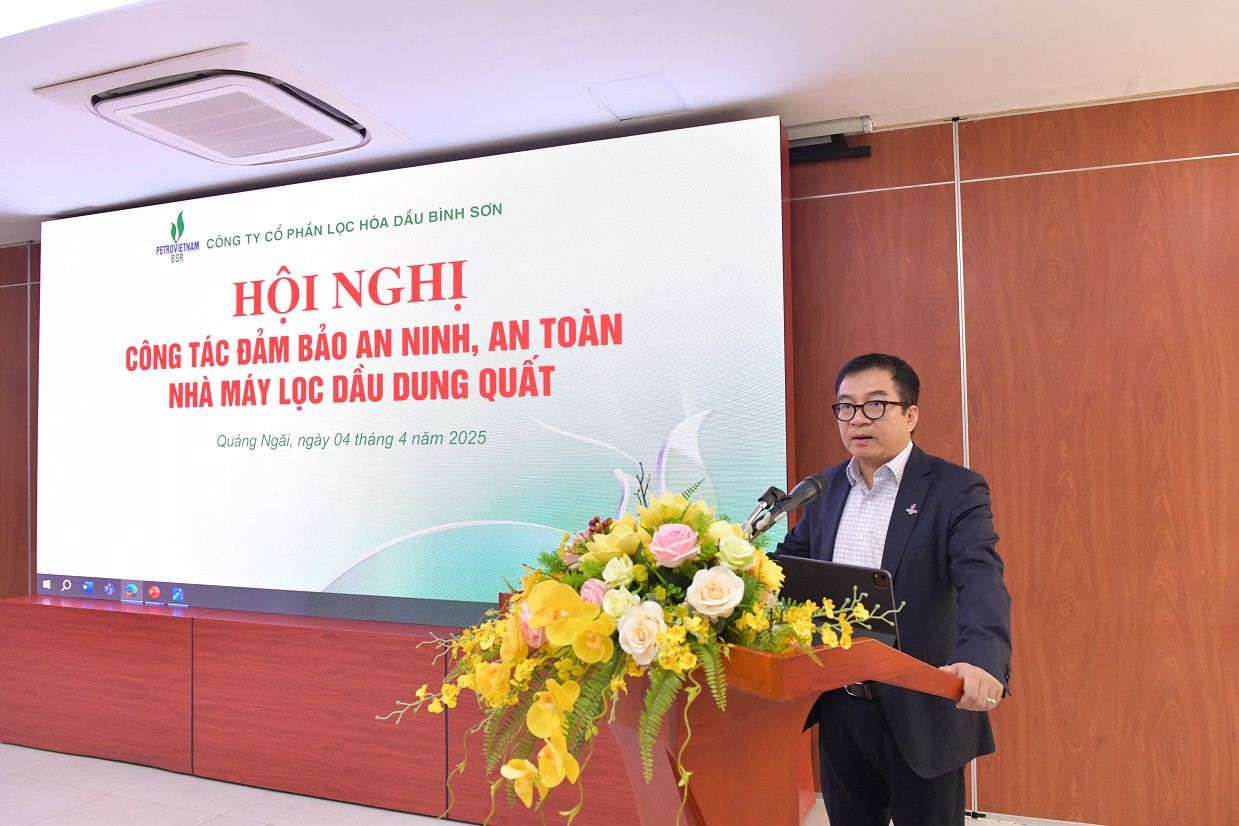 PETROVIETNAM
BSR
CÔNG TY CỔ PHẦN LỌC HÓA DẦU BÌNH SƠN
HỘI NGHỊ
CÔNG TÁC ĐẢM BẢO AN NINH, AN TOÀN
NHÀ MÁY LỌC DẦU DUNG QUẤT
Quảng Ngãi, ngày 04 tháng 4 năm 2025